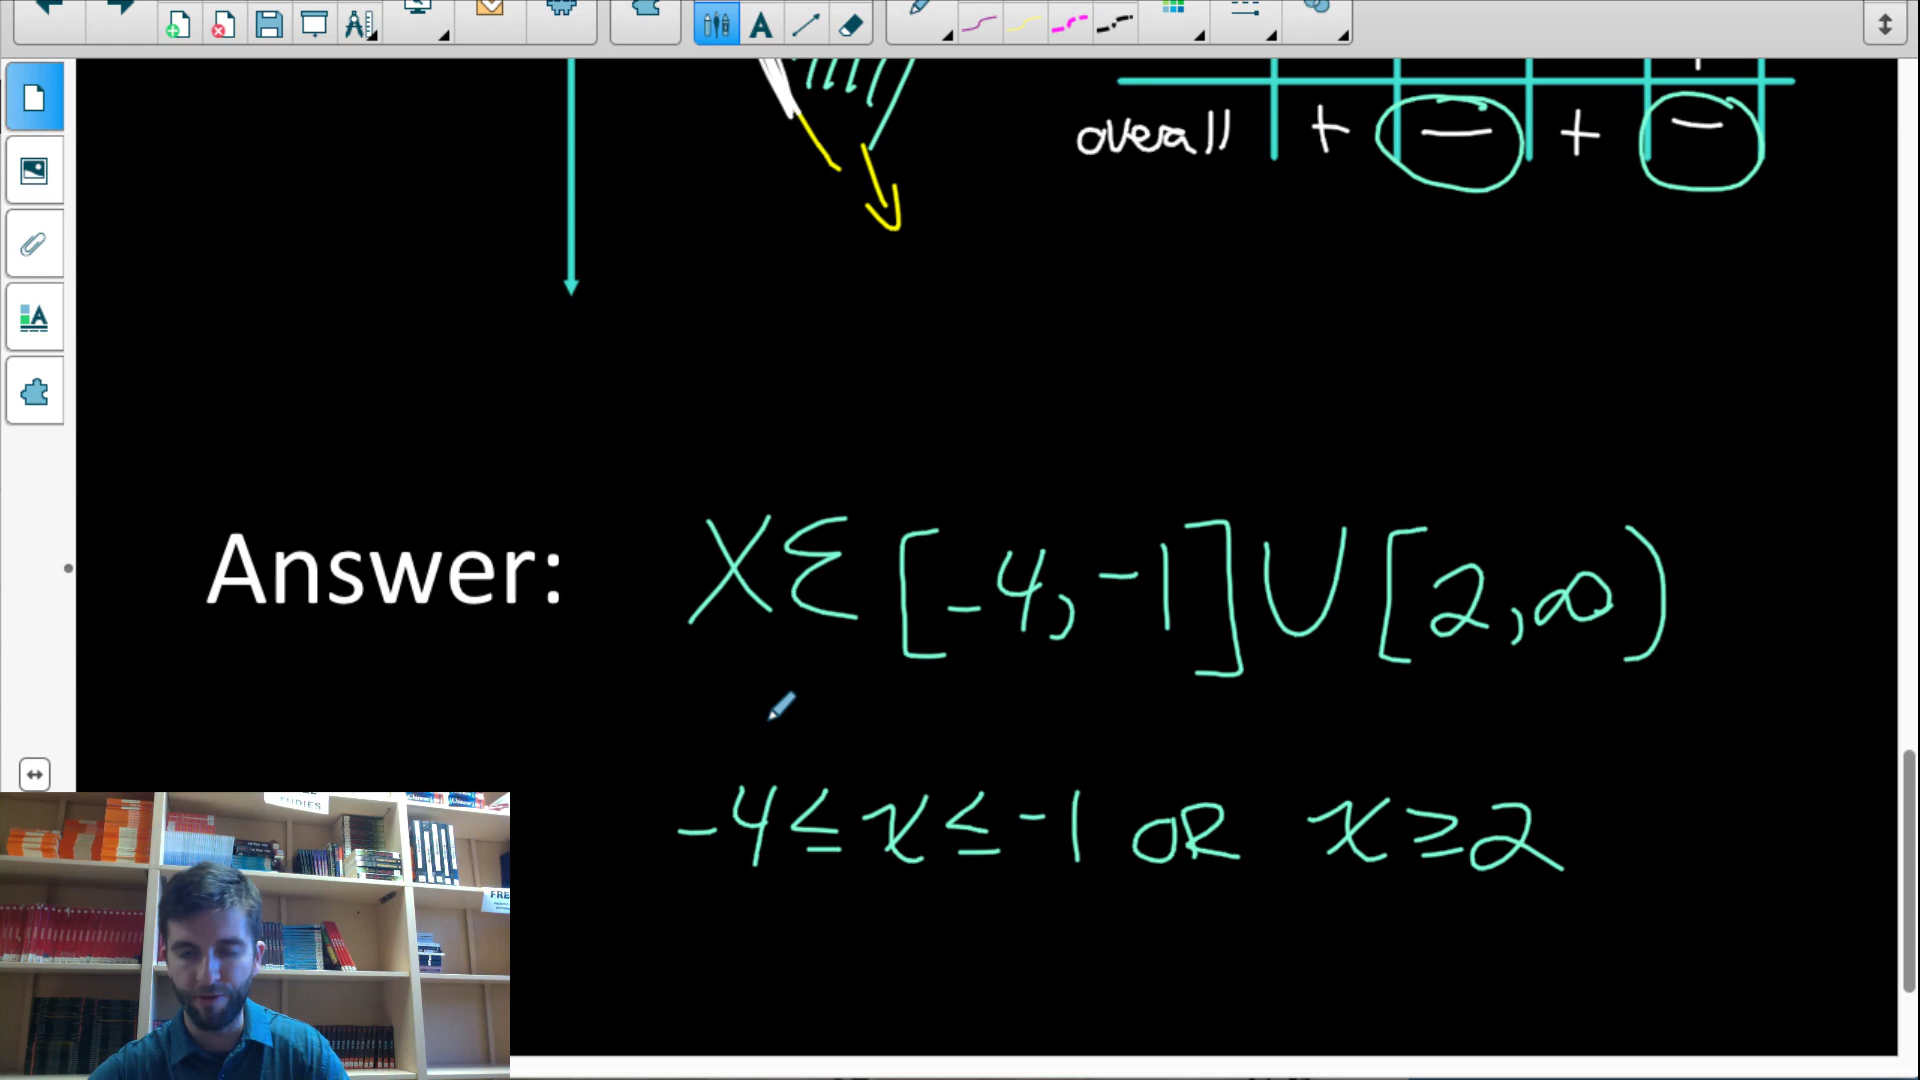 overall + − + −
Answer: X∈ [-4, -1] ∪ [2, ∞)
-4 ≤ x ≤ -1 OR x ≥ 2